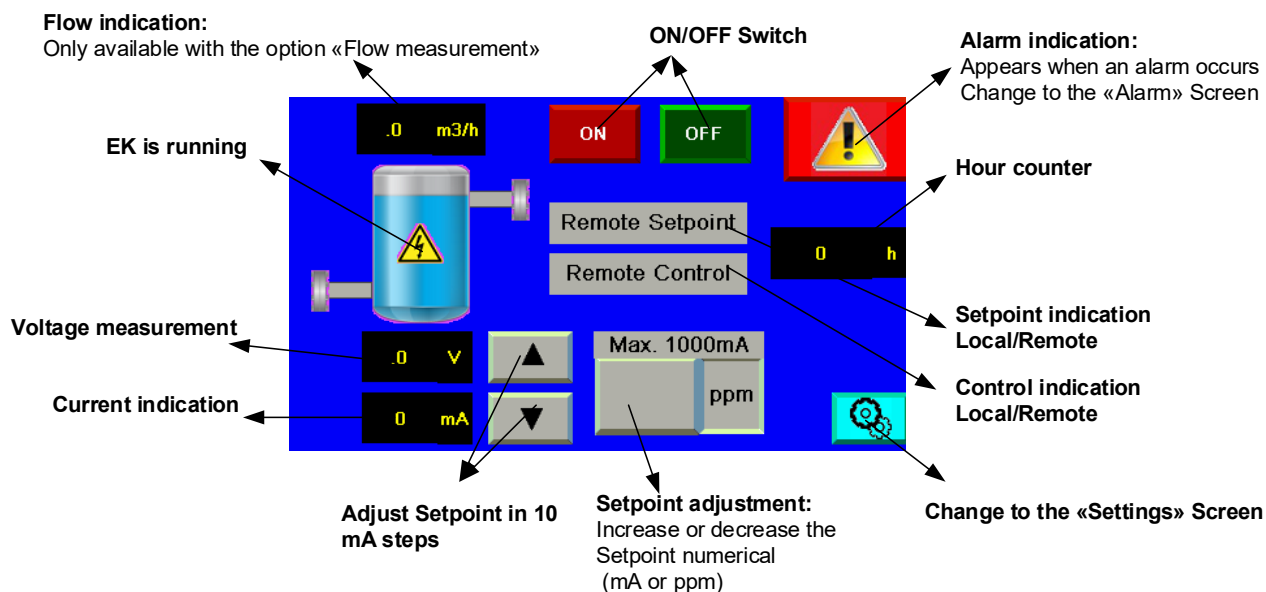 Flow indication:
Only available with the option «Flow measurement»
ON/OFF Switch
Alarm indication:
Appears when an alarm occurs
Change to the «Alarm» Screen
.0 m3/h
ON
OFF
EK is running
Hour counter
Remote Setpoint
Remote Control
0 h
Voltage measurement
.0 V
Max. 1000mA
Setpoint indication
Local/Remote
Current indication
0 mA
ppm
Control indication
Local/Remote
Adjust Setpoint in 10
mA steps
Setpoint adjustment:
Increase or decrease the
Setpoint numerical
(mA or ppm)
Change to the «Settings» Screen